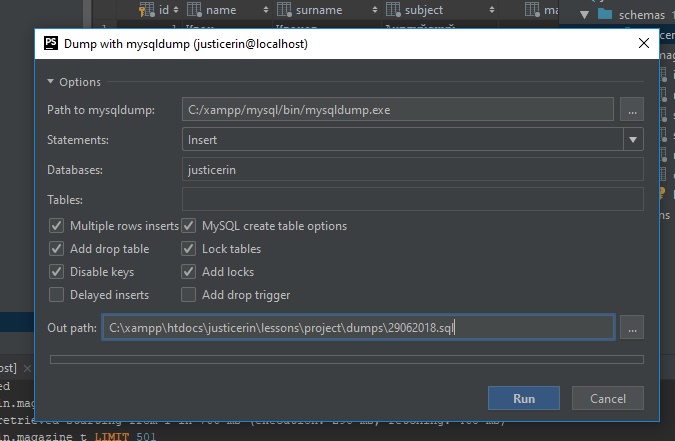 id name surname subject ma
schemas
PS Dump with mysqldump (justicerin@localhost)
Options
Path to mysqldump: C:/xampp/mysql/bin/mysqldump.exe ...
Statements: Insert
Databases: justicerin
Tables:
Multiple rows inserts MySQL create table options
Add drop table Lock tables
Disable keys Add locks
Delayed inserts Add drop trigger
Out path: C:\xampp\htdocs\justicerin\lessons\project\dumps\29062018.sql ...
Run Cancel
ost]
ed
in.magazine t LIMIT 501